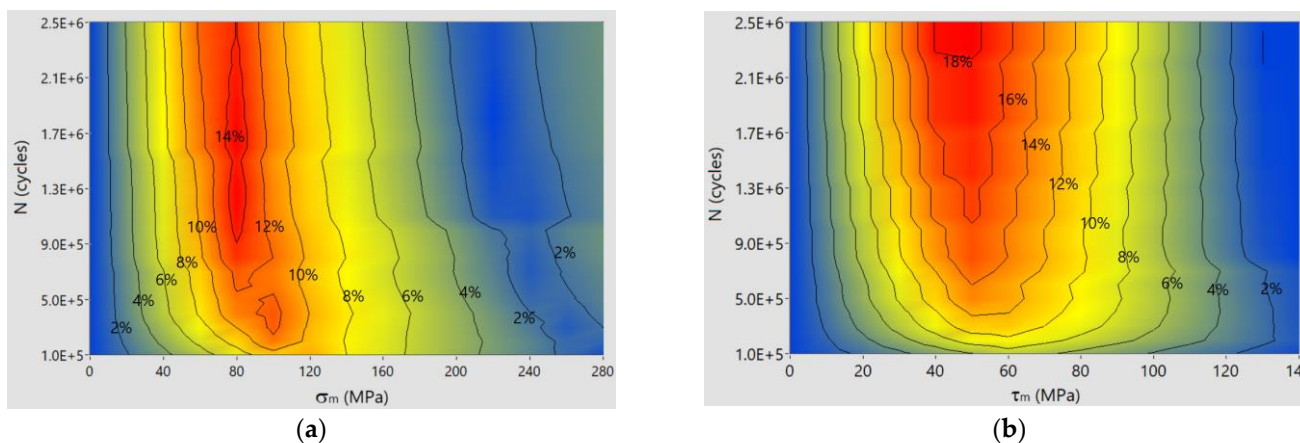 2.5E+6
2.1E+6
1.7E+6
1.3E+6
9.0E+5
5.0E+5
1.0E+5
N (cycles)
14%
10% 12%
8%
6%
4%
2%
10%
8% 6% 4%
2%
2%
0 40 80 120 160 200 240 280
σm (MPa)
(a)
2.5E+6
2.1E+6
1.7E+6
1.3E+6
9.0E+5
5.0E+5
1.0E+5
N (cycles)
18%
16%
14%
12%
10%
8%
6%
4% 2%
0 20 40 60 80 100 120 140
τm (MPa)
(b)